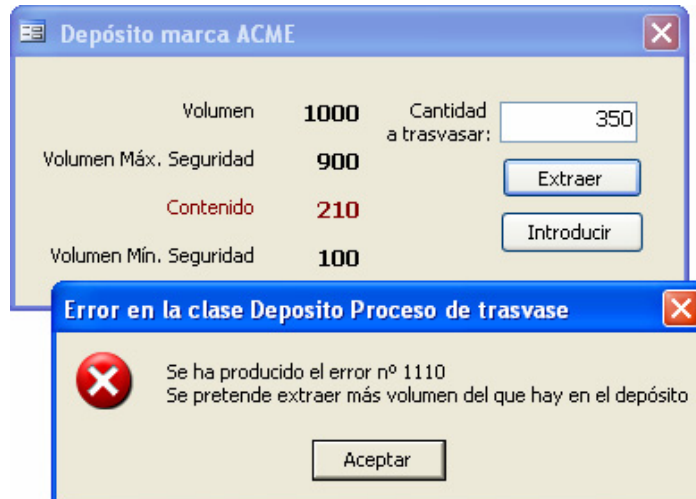 Depósito marca ACME
Volumen 1000
Cantidad a trasvasar: 350
Volumen Máx. Seguridad 900
Extraer
Contenido 210
Introducir
Volumen Mín. Seguridad 100
Error en la clase Deposito Proceso de trasvase
Se ha producido el error nº 1110
Se pretende extraer más volumen del que hay en el depósito
Aceptar